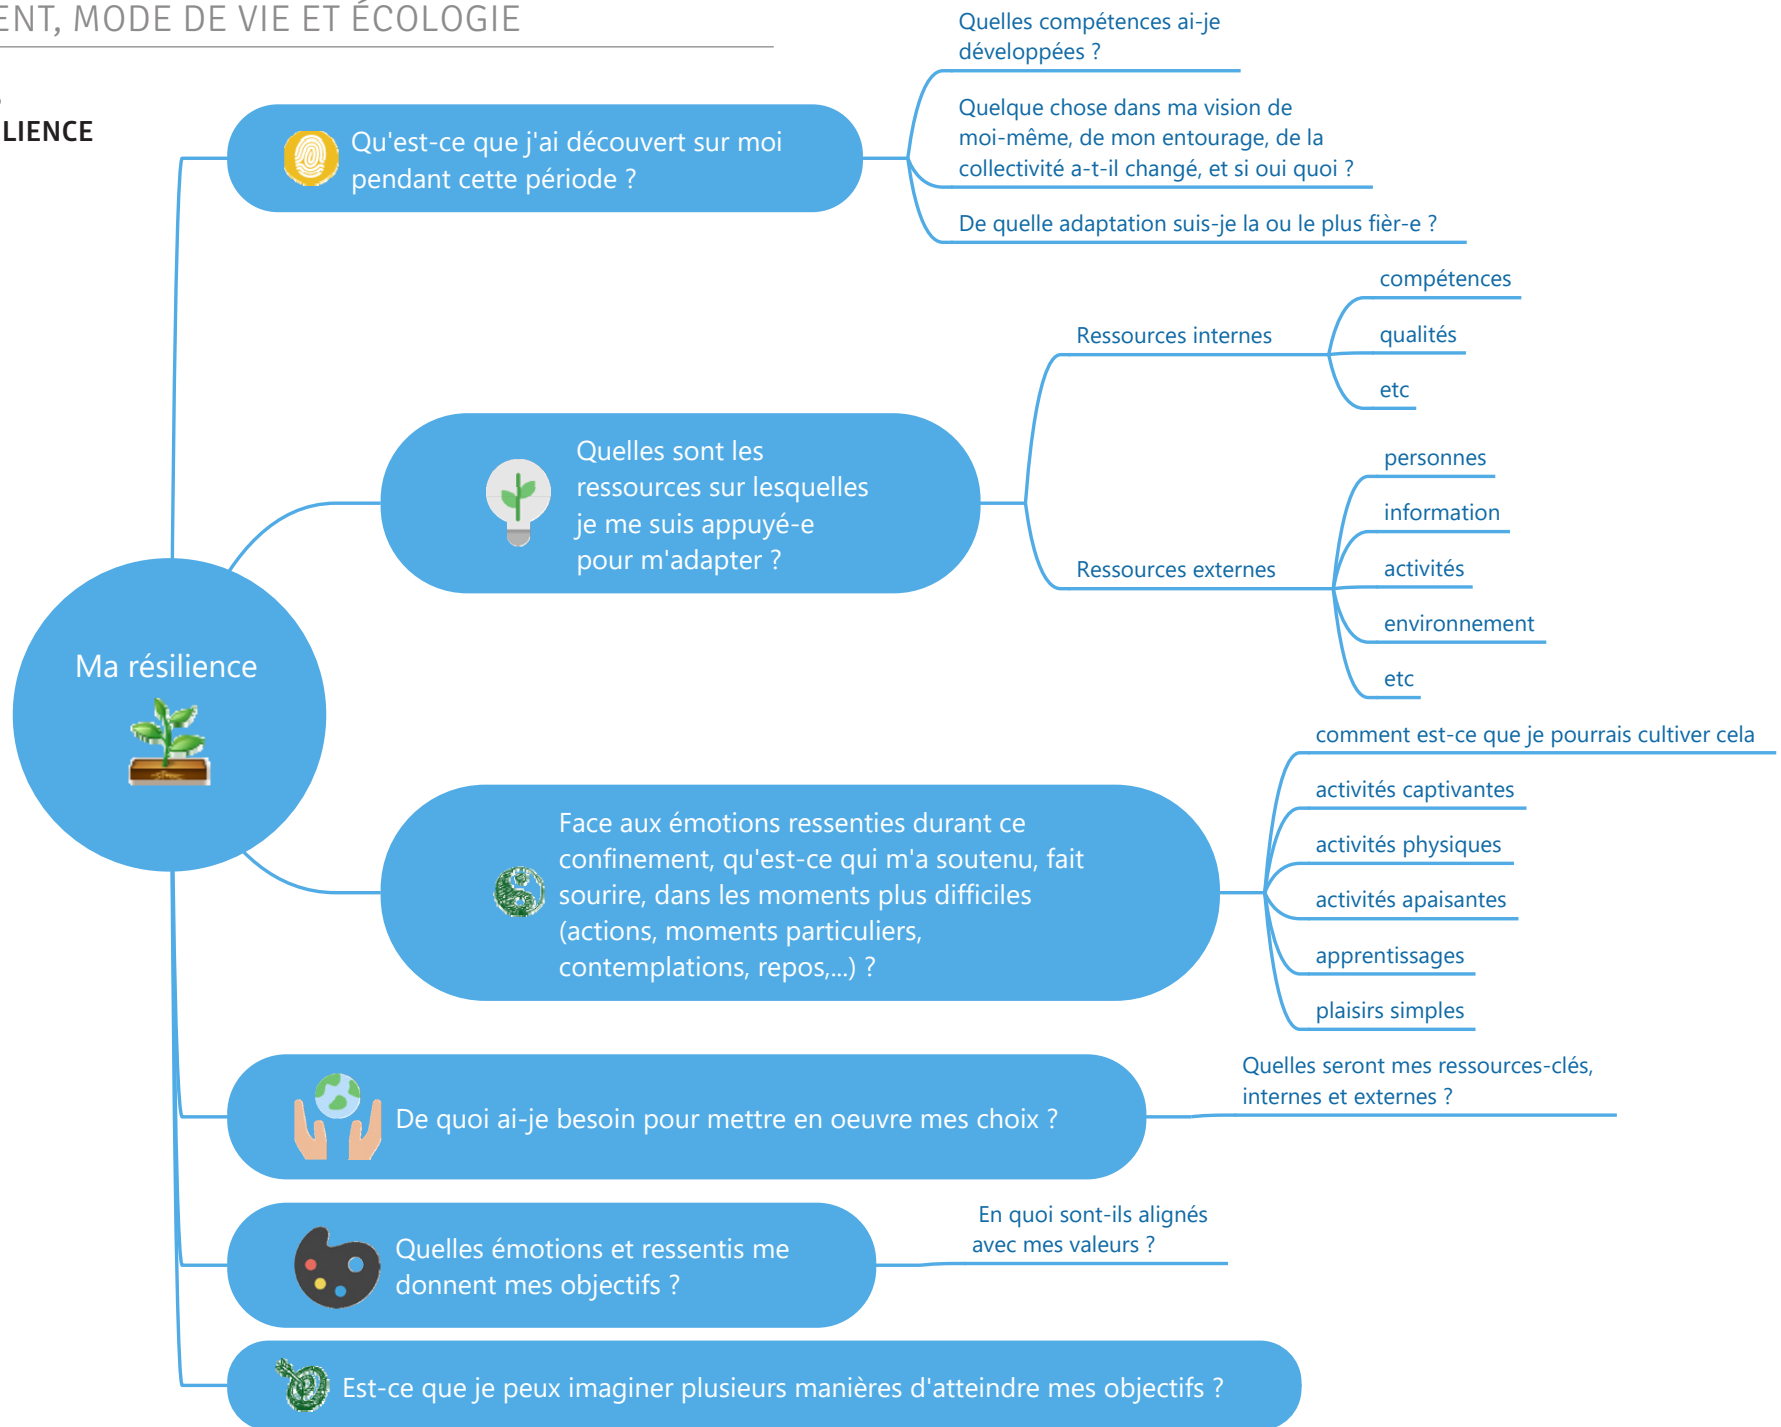 MODE DE VIE ET ÉCOLOGIE
Qu'est-ce que j'ai découvert sur moi
pendant cette période ?
Quelles compétences ai-je
développées ?
Quelque chose dans ma vision de
moi-même, de mon entourage, de la
collectivité a-t-il changé, et si oui quoi ?
De quelle adaptation suis-je la ou le plus fièr-e ?
Quelles sont les
ressources sur lesquelles
je me suis appuyé-e
pour m'adapter ?
Ressources internes
compétences
qualités
etc
Ressources externes
personnes
information
activités
environnement
etc
Ma résilience
Face aux émotions ressenties durant ce
confinement, qu'est-ce qui m'a soutenu, fait
sourire, dans les moments plus difficiles
(actions, moments particuliers,
contemplations, repos,...) ?
comment est-ce que je pourrais cultiver cela
activités captivantes
activités physiques
activités apaisantes
apprentissages
plaisirs simples
De quoi ai-je besoin pour mettre en oeuvre mes choix ?
Quelles seront mes ressources-clés,
internes et externes ?
Quelles émotions et ressentis me
donnent mes objectifs ?
En quoi sont-ils alignés
avec mes valeurs ?
Est-ce que je peux imaginer plusieurs manières d'atteindre mes objectifs ?